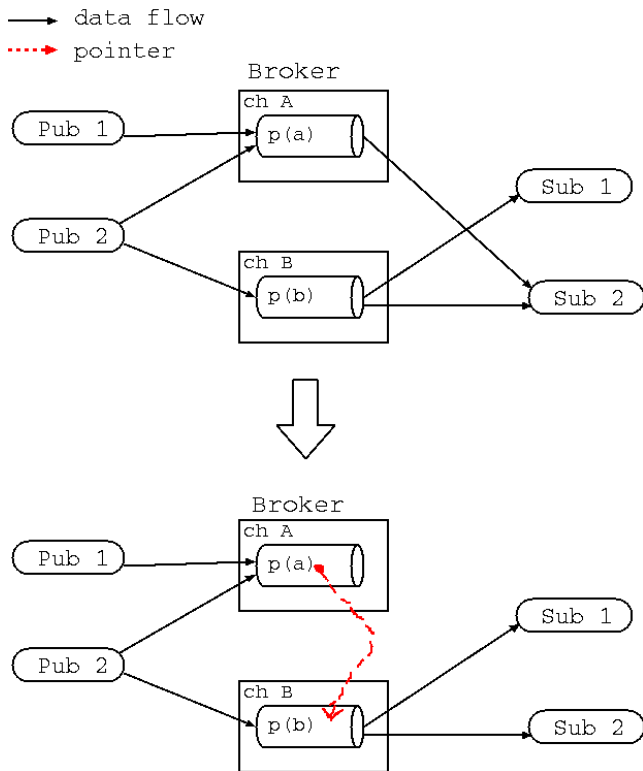 data flow
pointer
Broker
ch A
Pub 1
p(a)
Sub 1
Pub 2
ch B
p(b)
Sub 2
Broker
ch A
Pub 1
p(a)
Sub 1
Pub 2
ch B
p(b)
Sub 2